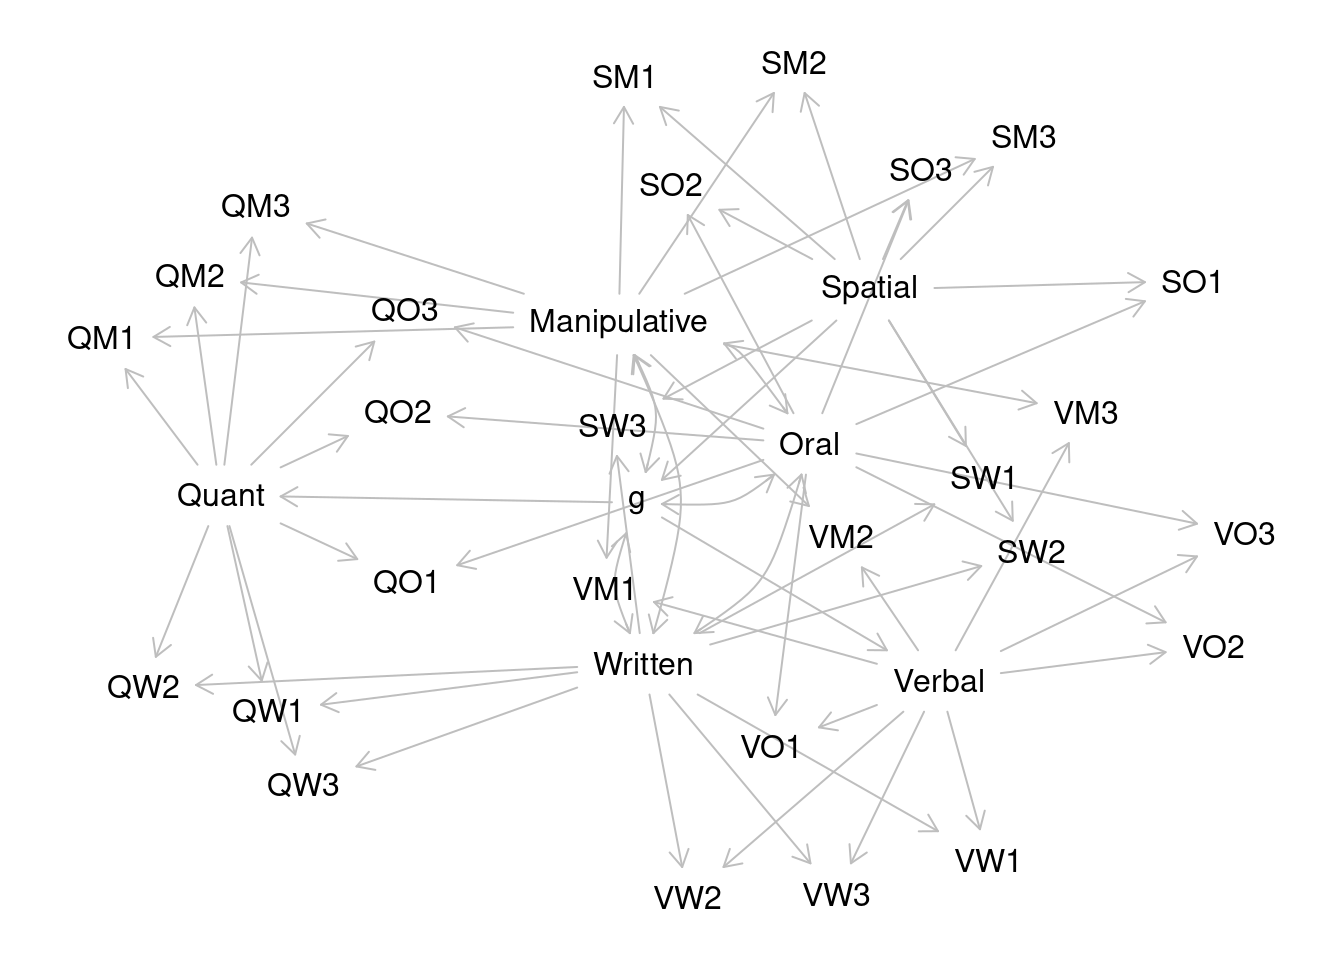 SM2
SM1
SM3
SO3
SO2
QM3
QM2
Spatial
SO1
QO3
Manipulative
QM1
QO2
VM3
SW3
Oral
SW1
Quant
g
VM2
VO3
SW2
QO1
VM1
VO2
Written
Verbal
QW2
QW1
VO1
QW3
VW1
VW3
VW2